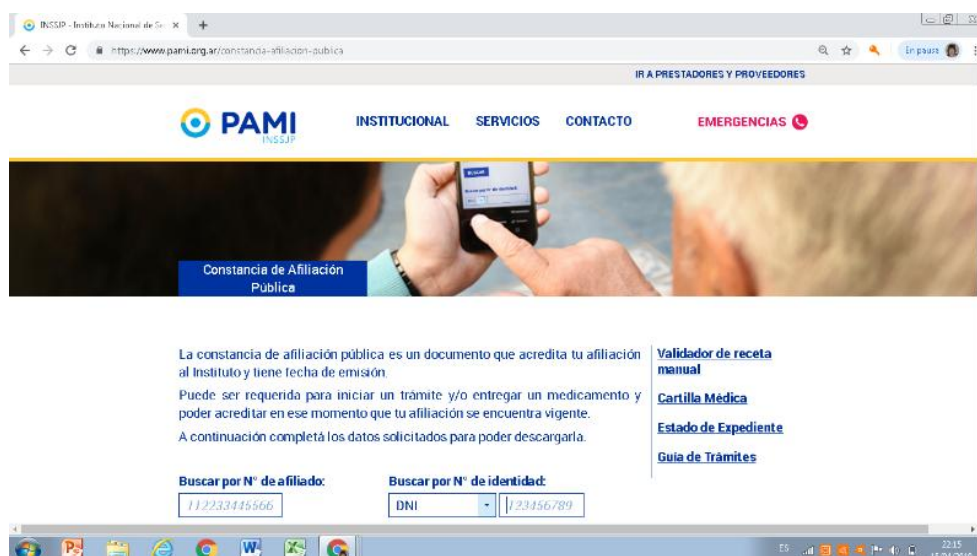 INSSJP - Instituto Nacional de Se
https://www.pami.org.ar/constancia-afiliacion-publica
En pausa
IR A PRESTADORES Y PROVEEDORES
PAMI
INSSJP
INSTITUCIONAL SERVICIOS CONTACTO
EMERGENCIAS
BUSCAR
Constancia de Afiliación
Pública
La constancia de afiliación pública es un documento que acredita tu afiliación
al Instituto y tiene fecha de emisión.
Puede ser requerida para iniciar un trámite y/o entregar un medicamento y
poder acreditar en ese momento que tu afiliación se encuentra vigente.
A continuación completá los datos solicitados para poder descargarla.
Validador de receta
manual
Cartilla Médica
Estado de Expediente
Guía de Trámites
Buscar por N° de afiliado:
112233445566
Buscar por N° de identidad:
DNI 123456789
ES
22:15